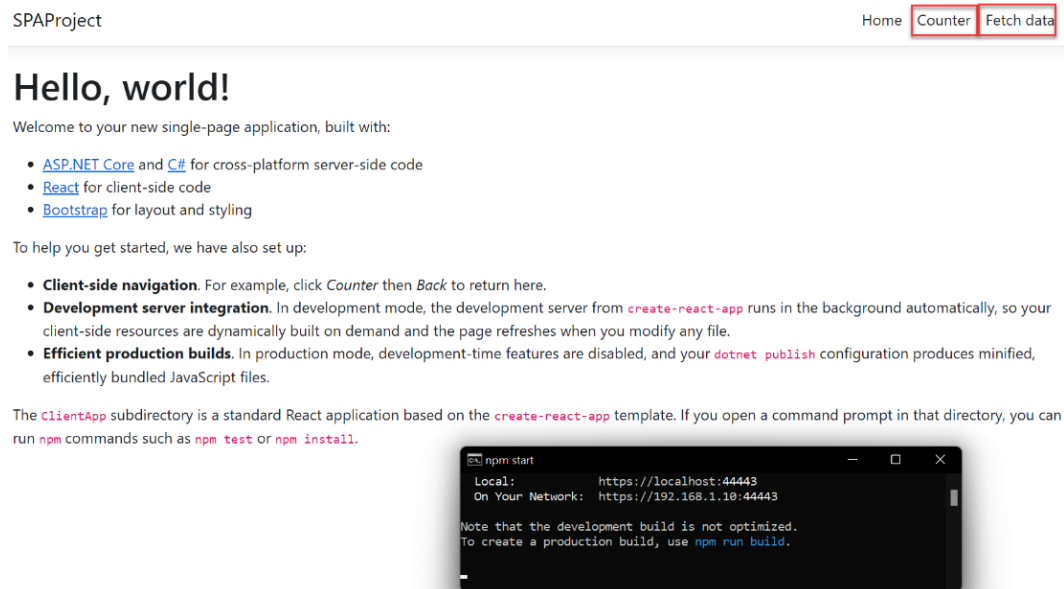 SPAProject
Home Counter Fetch data
Hello, world!
Welcome to your new single-page application, built with:
• ASP.NET Core and C# for cross-platform server-side code
• React for client-side code
• Bootstrap for layout and styling
To help you get started, we have also set up:
• Client-side navigation. For example, click Counter then Back to return here.
• Development server integration. In development mode, the development server from create-react-app runs in the background automatically, so your
client-side resources are dynamically built on demand and the page refreshes when you modify any file.
• Efficient production builds. In production mode, development-time features are disabled, and your dotnet publish configuration produces minified,
efficiently bundled JavaScript files.
The ClientApp subdirectory is a standard React application based on the create-react-app template. If you open a command prompt in that directory, you can
run npm commands such as npm test or npm install.
npm start
Local: https://localhost:44443
On Your Network: https://192.168.1.10:44443
Note that the development build is not optimized.
To create a production build, use npm run build.